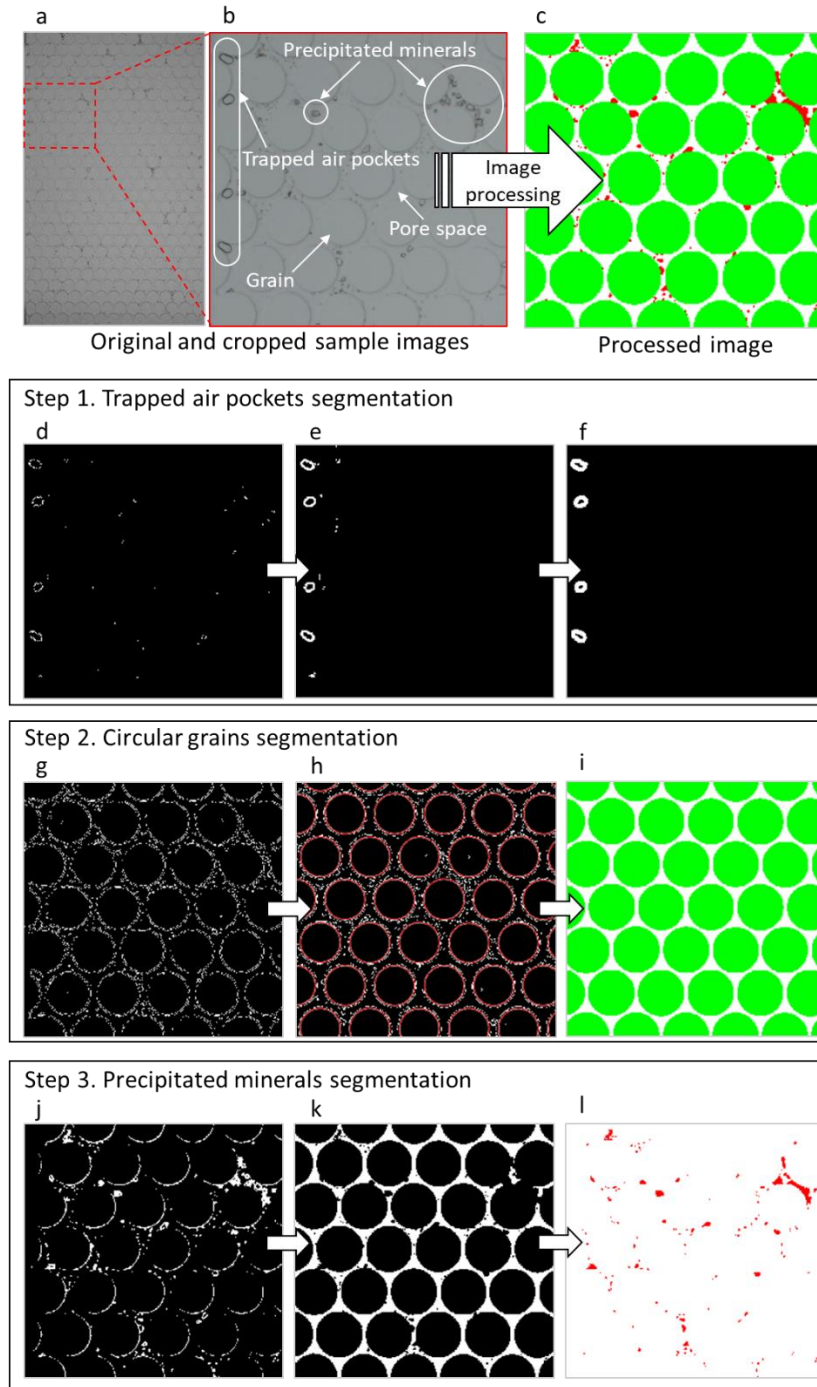 a
b
c
Precipitated minerals
Trapped air pockets
Image
processing
Pore space
Grain
Original and cropped sample images
Processed image
Step 1. Trapped air pockets segmentation
d
e
f
Step 2. Circular grains segmentation
g
h
i
Step 3. Precipitated minerals segmentation
j
k
l